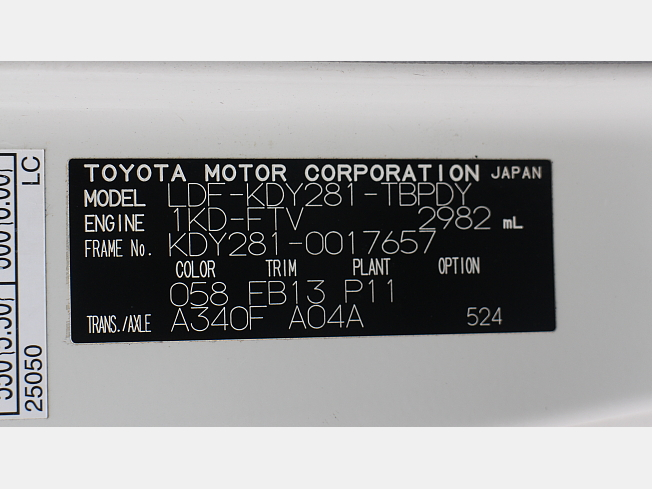 TOYOTA MOTOR CORPORATION JAPAN
MODEL LDF-KDY281-TBPDY
ENGINE 1KD-FTV 2982 mL
FRAME No. KDY281-0017657
COLOR TRIM PLANT OPTION
058 FB13 P11
TRANS./AXLE A340F A04A 524
LC
25050